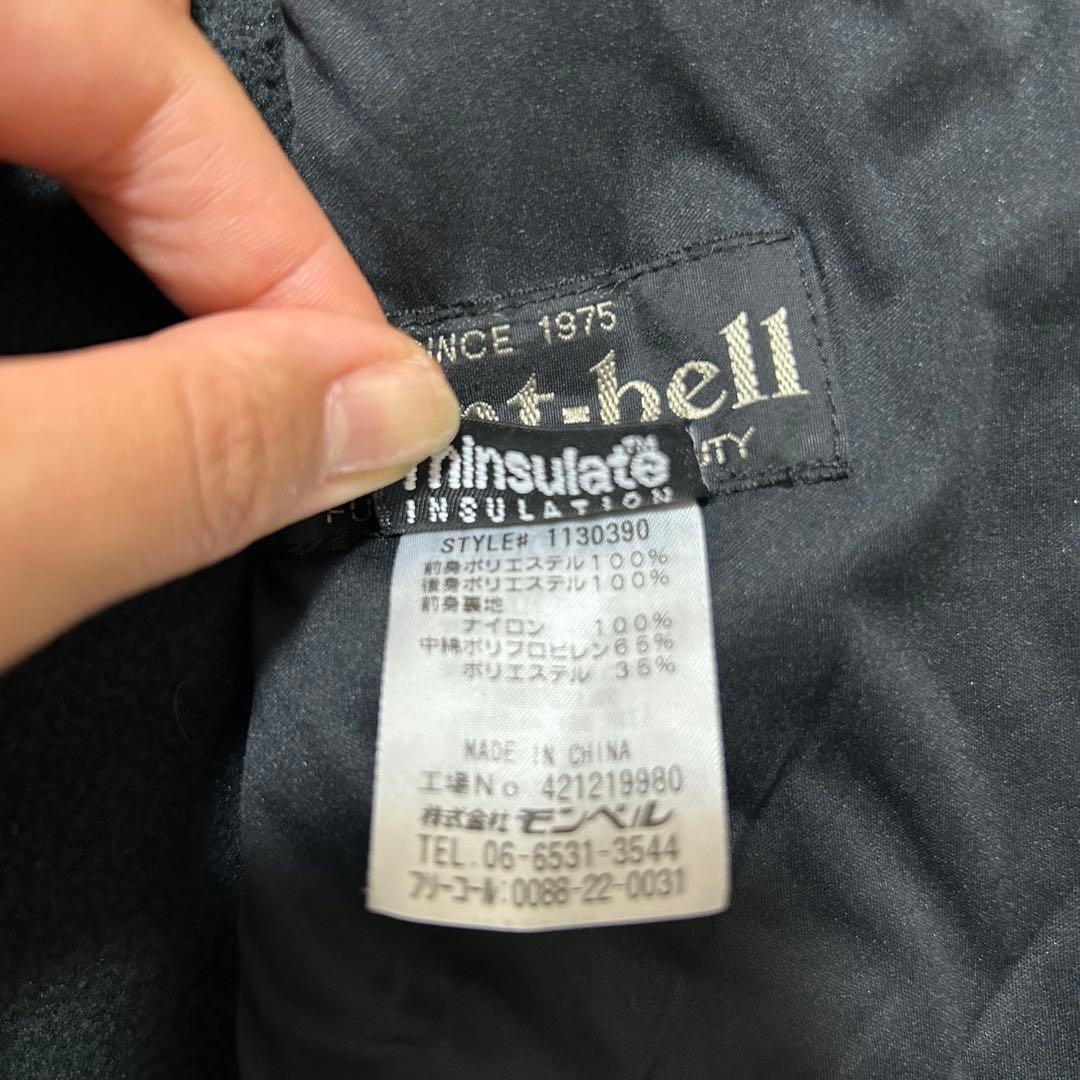 SINCE 1975
nt-bell
minsulate™
INSULATION
STYLE# 1130390
前身ポリエステル100%
後身ポリエステル100%
前身裏地
ナイロン 100%
中綿ポリプロピレン65%
ポリエステル 35%
MADE IN CHINA
工場No 421219980
株式会社モンベル
TEL.06-6531-3544
フリーコール:0088-22-0031